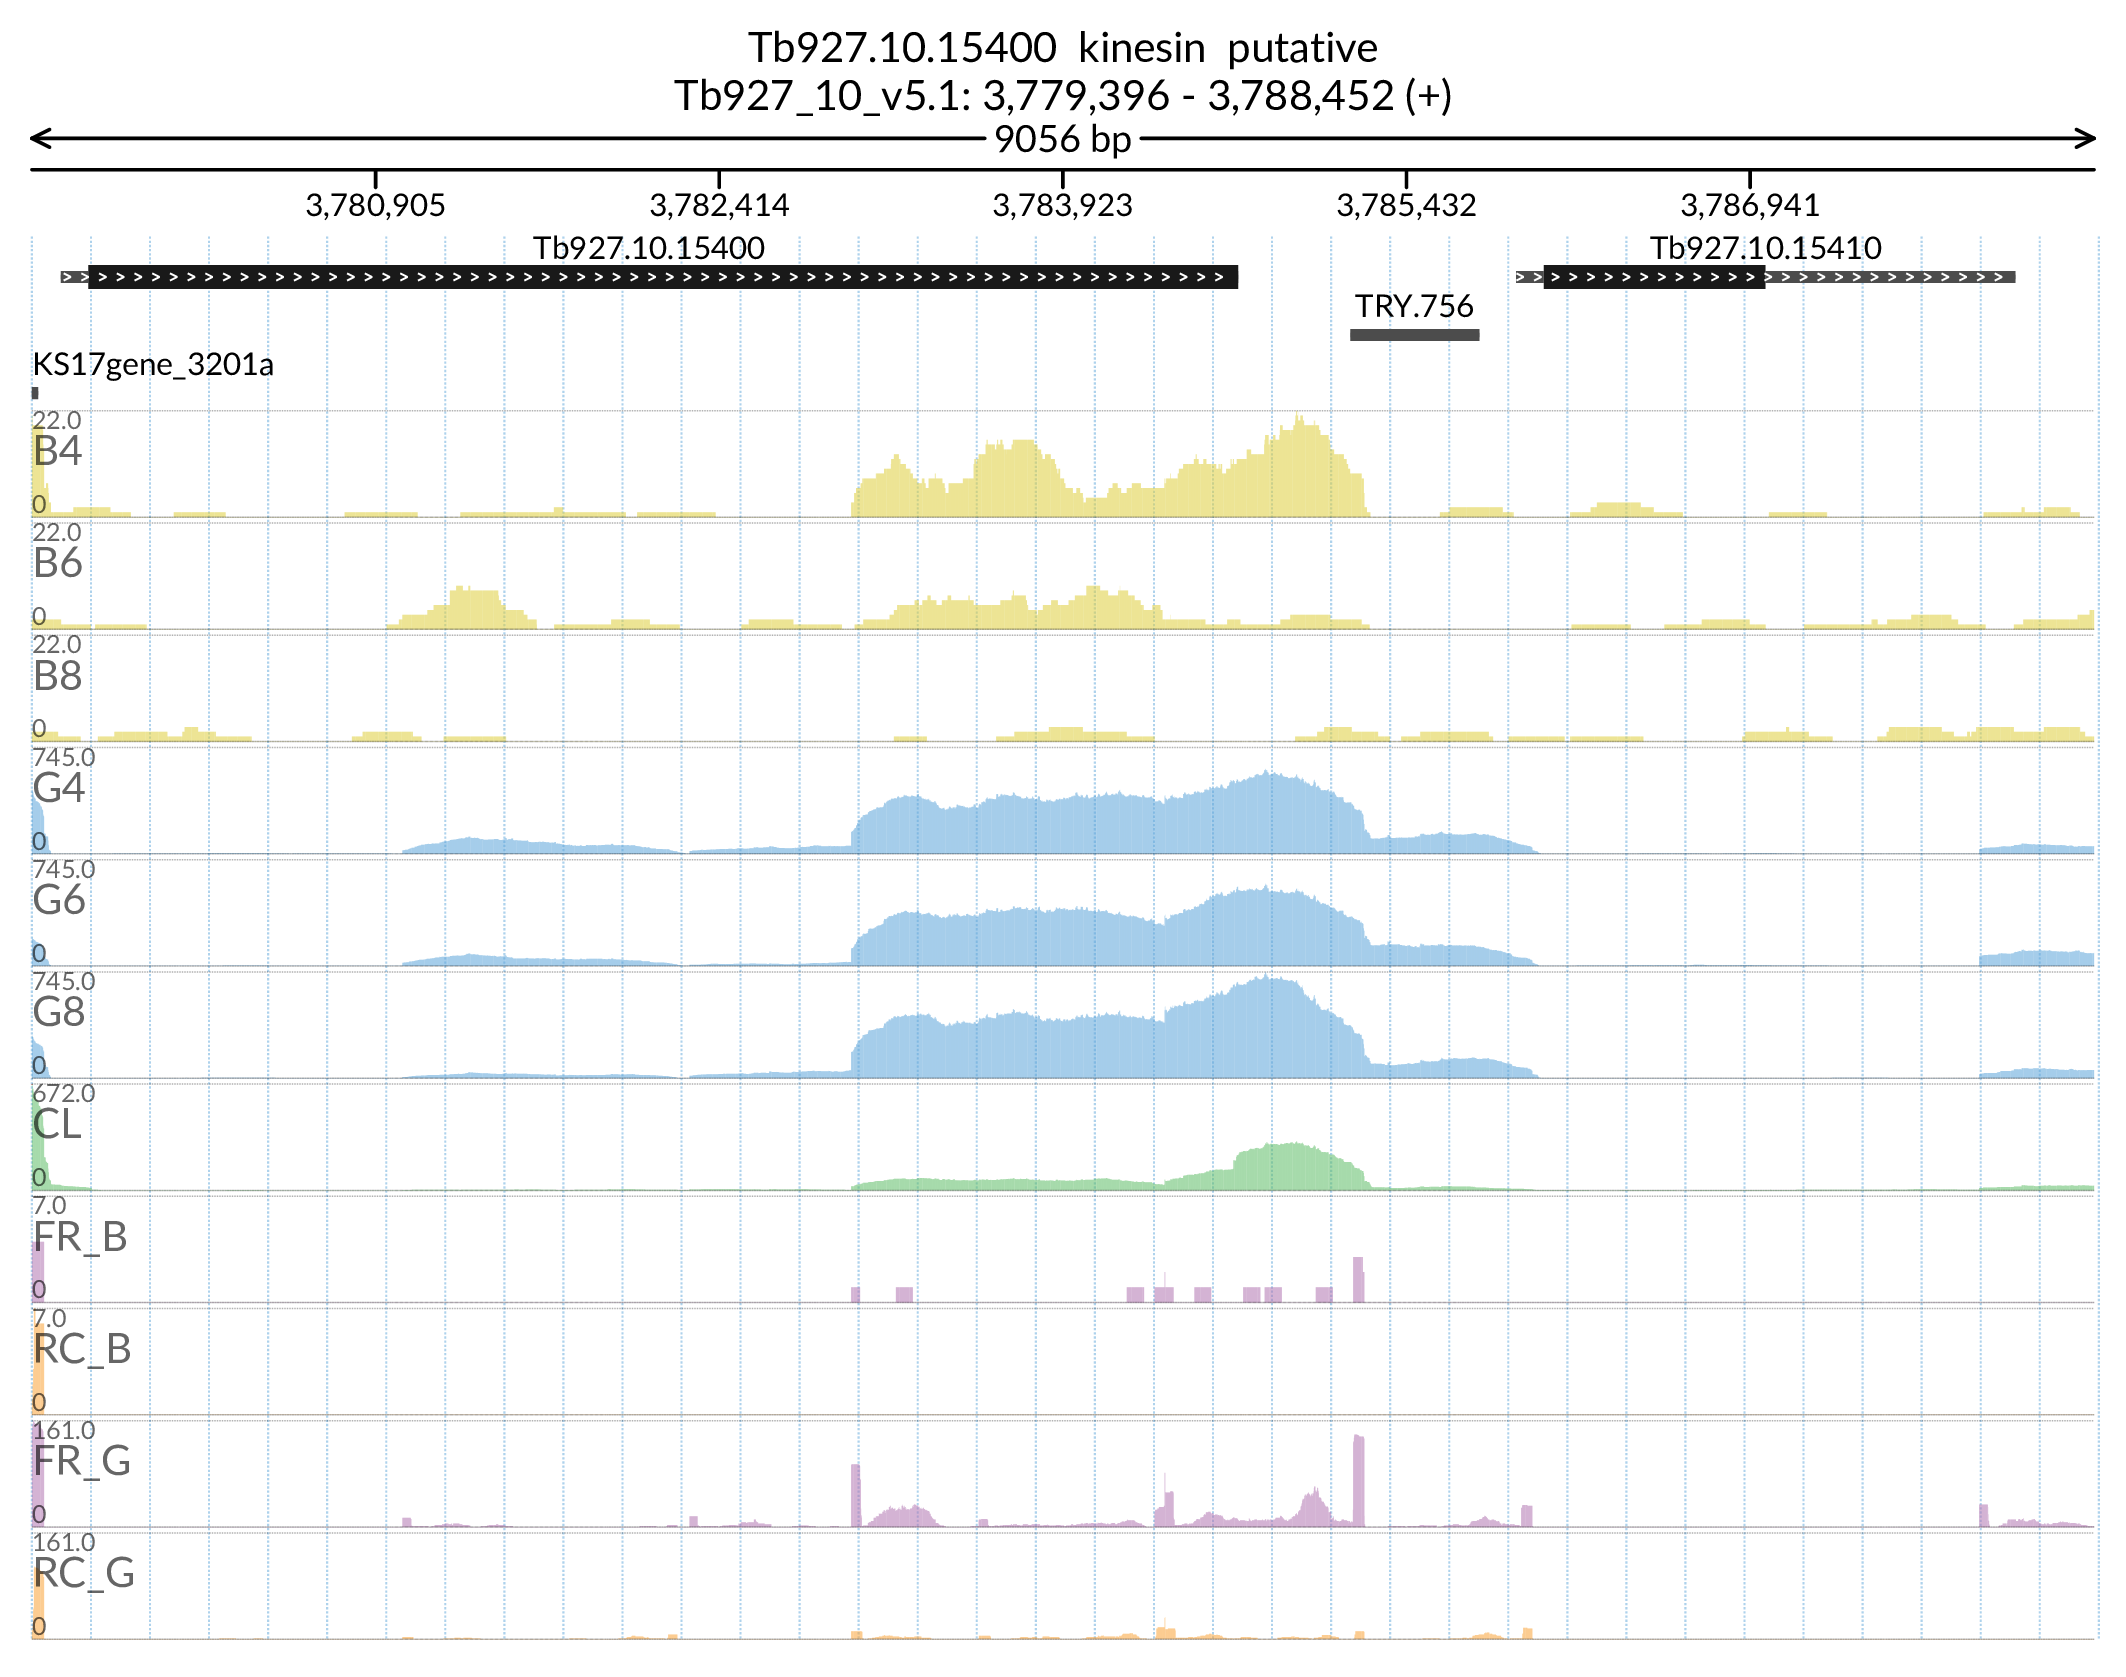 Tb927.10.15400 kinesin putative
Tb927_10_v5.1: 3,779,396 - 3,788,452 (+)
9056 bp
3,780,905 3,782,414 3,783,923 3,785,432 3,786,941
Tb927.10.15400 Tb927.10.15410
TRY.756
KS17gene_3201a
22.0
B4
0
22.0
B6
0
22.0
B8
0
745.0
G4
0
745.0
G6
0
745.0
G8
0
672.0
CL
0
7.0
FR_B
0
7.0
RC_B
0
161.0
FR_G
0
161.0
RC_G
0